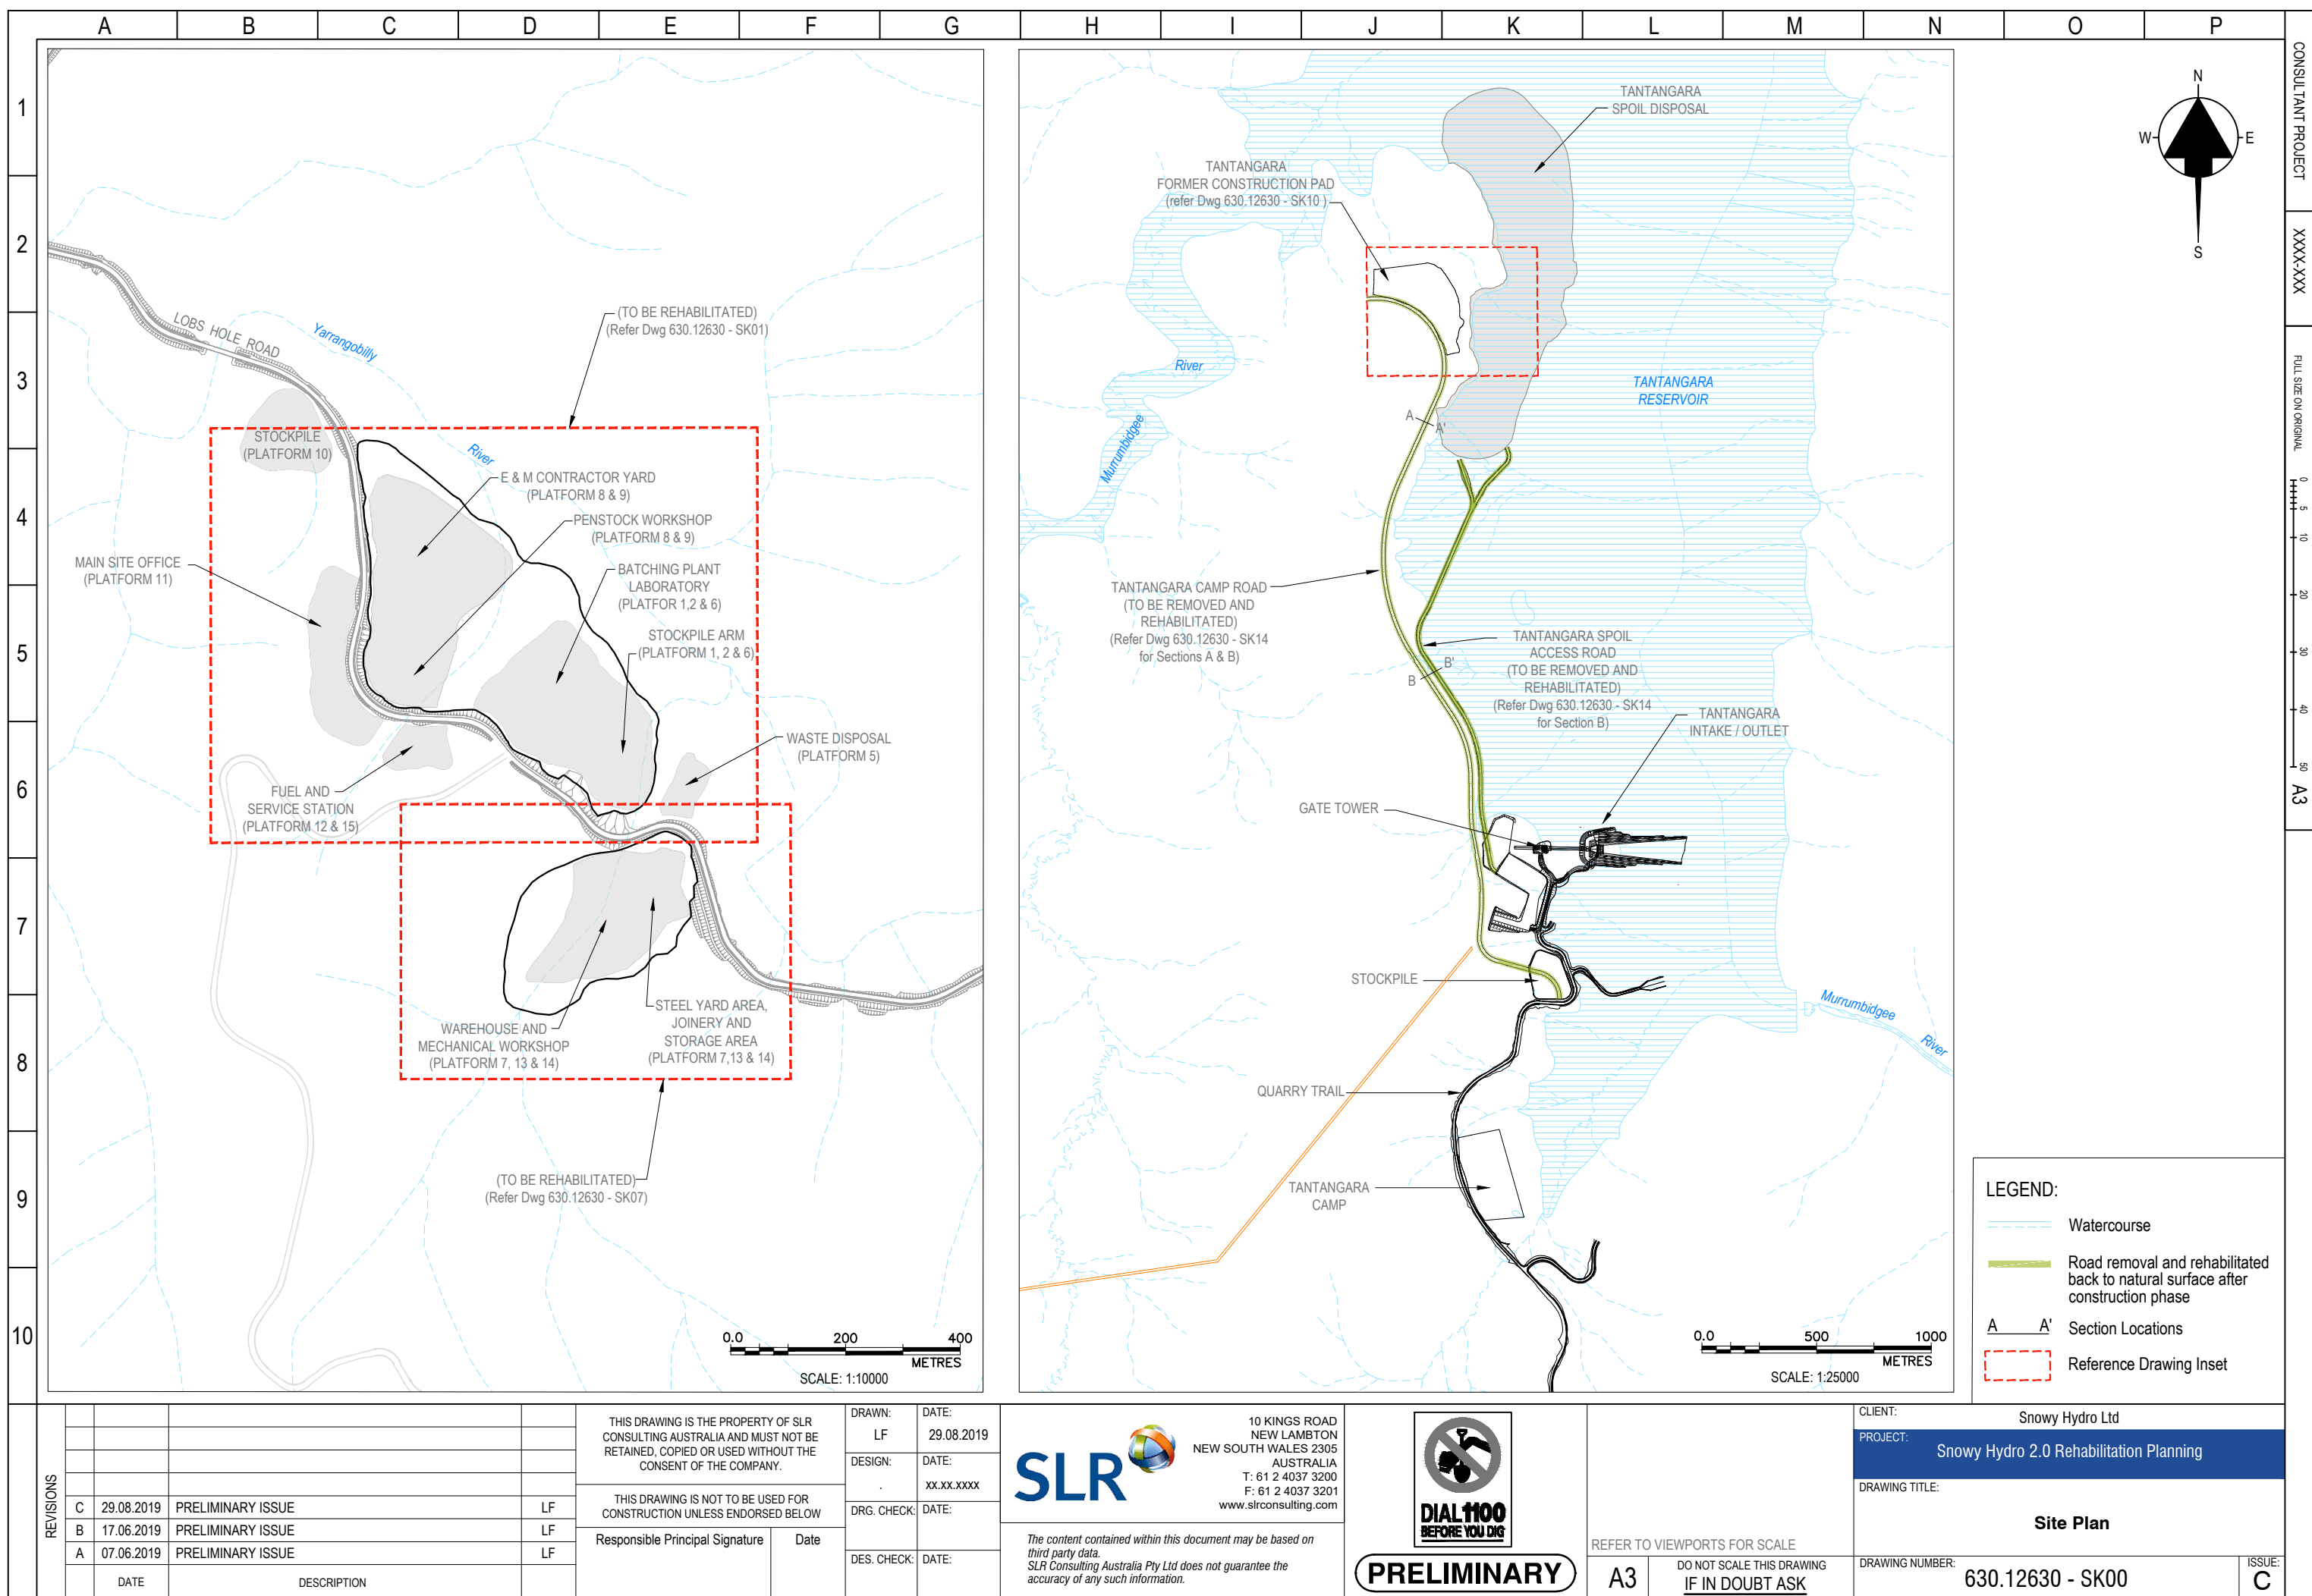 A B C D E F G H I J K L M N O P
1
2
3
4
5
6
7
8
9
10
LOBS HOLE ROAD
Yarrangobilly
River
(TO BE REHABILITATED)
(Refer Dwg 630.12630 - SK01)
STOCKPILE
(PLATFORM 10)
E & M CONTRACTOR YARD
(PLATFORM 8 & 9)
PENSTOCK WORKSHOP
(PLATFORM 8 & 9)
MAIN SITE OFFICE
(PLATFORM 11)
BATCHING PLANT
LABORATORY
(PLATFOR 1,2 & 6)
STOCKPILE ARM
(PLATFORM 1, 2 & 6)
WASTE DISPOSAL
(PLATFORM 5)
FUEL AND
SERVICE STATION
(PLATFORM 12 & 15)
WAREHOUSE AND
MECHANICAL WORKSHOP
(PLATFORM 7, 13 & 14)
STEEL YARD AREA,
JOINERY AND
STORAGE AREA
(PLATFORM 7,13 & 14)
(TO BE REHABILITATED)
(Refer Dwg 630.12630 - SK07)
0.0 200 400
METRES
SCALE: 1:10000
TANTANGARA
SPOIL DISPOSAL
TANTANGARA
FORMER CONSTRUCTION PAD
(refer Dwg 630.12630 - SK10 )
River
Murrumbidgee
TANTANGARA
RESERVOIR
A
A'
TANTANGARA CAMP ROAD
(TO BE REMOVED AND
REHABILITATED)
(Refer Dwg 630.12630 - SK14
for Sections A & B)
TANTANGARA SPOIL
ACCESS ROAD
(TO BE REMOVED AND
REHABILITATED)
(Refer Dwg 630.12630 - SK14
for Section B)
B'
B
TANTANGARA
INTAKE / OUTLET
GATE TOWER
STOCKPILE
Murrumbidgee
River
QUARRY TRAIL
TANTANGARA
CAMP
0.0 500 1000
METRES
SCALE: 1:25000
N
W E
S
CONSULTANT PROJECT
XXXX-XXX
FULL SIZE ON ORIGINAL
0 5 10 20 30 40 50
A3
LEGEND:
Watercourse
Road removal and rehabilitated
back to natural surface after
construction phase
A A' Section Locations
Reference Drawing Inset
REVISIONS
C 29.08.2019 PRELIMINARY ISSUE LF
B 17.06.2019 PRELIMINARY ISSUE LF
A 07.06.2019 PRELIMINARY ISSUE LF
DATE DESCRIPTION
THIS DRAWING IS THE PROPERTY OF SLR
CONSULTING AUSTRALIA AND MUST NOT BE
RETAINED, COPIED OR USED WITHOUT THE
CONSENT OF THE COMPANY.
THIS DRAWING IS NOT TO BE USED FOR
CONSTRUCTION UNLESS ENDORSED BELOW
Responsible Principal Signature Date
DRAWN: DATE:
LF 29.08.2019
DESIGN: DATE:
. xx.xx.xxxx
DRG. CHECK: DATE:
DES. CHECK: DATE:
SLR
10 KINGS ROAD
NEW LAMBTON
NEW SOUTH WALES 2305
AUSTRALIA
T: 61 2 4037 3200
F: 61 2 4037 3201
www.slrconsulting.com
The content contained within this document may be based on
third party data.
SLR Consulting Australia Pty Ltd does not guarantee the
accuracy of any such information.
DIAL 1100
BEFORE YOU DIG
PRELIMINARY
REFER TO VIEWPORTS FOR SCALE
A3
DO NOT SCALE THIS DRAWING
IF IN DOUBT ASK
CLIENT:
Snowy Hydro Ltd
PROJECT:
Snowy Hydro 2.0 Rehabilitation Planning
DRAWING TITLE:
Site Plan
DRAWING NUMBER:
630.12630 - SK00
ISSUE:
C